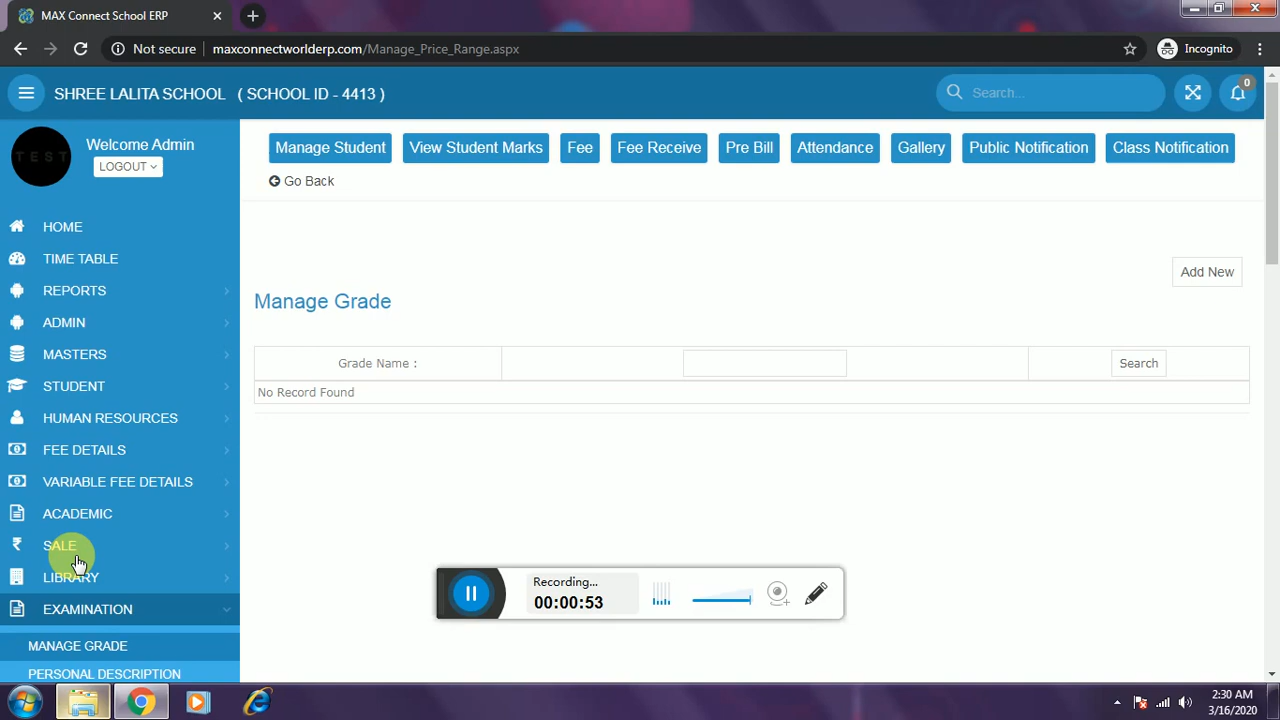 MAX Connect School ERP
Not secure
maxconnectworlderp.com/Manage_Price_Range.aspx
Incognito
SHREE LALITA SCHOOL ( SCHOOL ID - 4413 )
Search...
0
TEST
Welcome Admin
LOGOUT
Manage Student
View Student Marks
Fee
Fee Receive
Pre Bill
Attendance
Gallery
Public Notification
Class Notification
Go Back
HOME
TIME TABLE
REPORTS
ADMIN
MASTERS
STUDENT
HUMAN RESOURCES
FEE DETAILS
VARIABLE FEE DETAILS
ACADEMIC
SALE
LIBRARY
EXAMINATION
MANAGE GRADE
PERSONAL DESCRIPTION
Add New
Manage Grade
Grade Name :
Search
No Record Found
Recording...
00:00:53
2:30 AM
3/16/2020